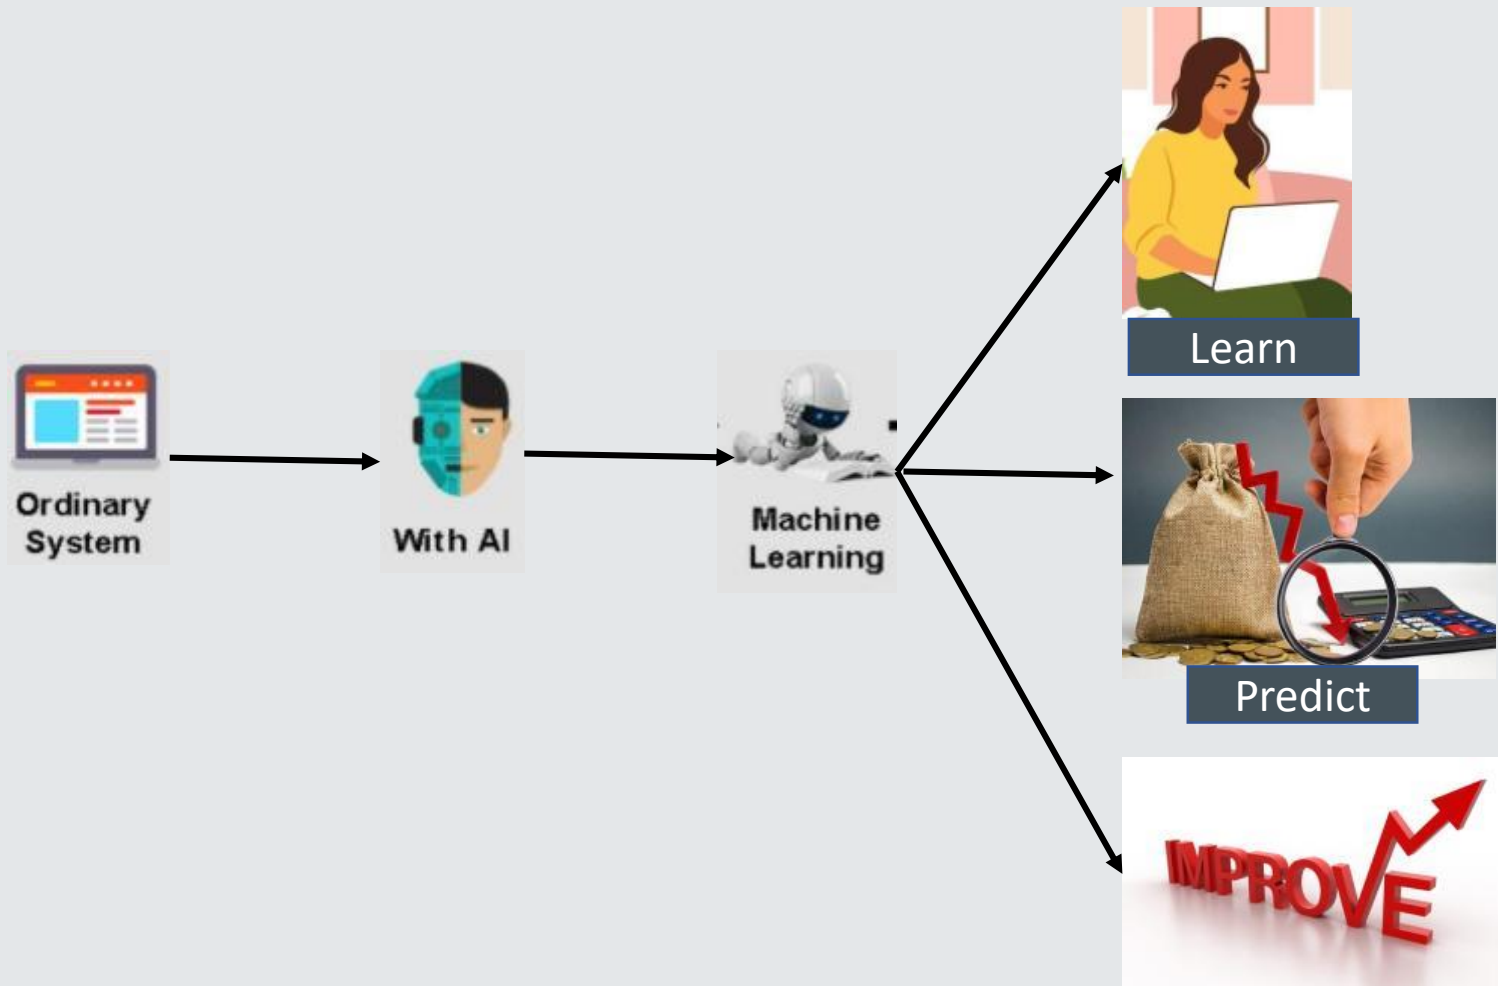 Ordinary
System
With AI
Machine
Learning
Learn
Predict
IMPROVE